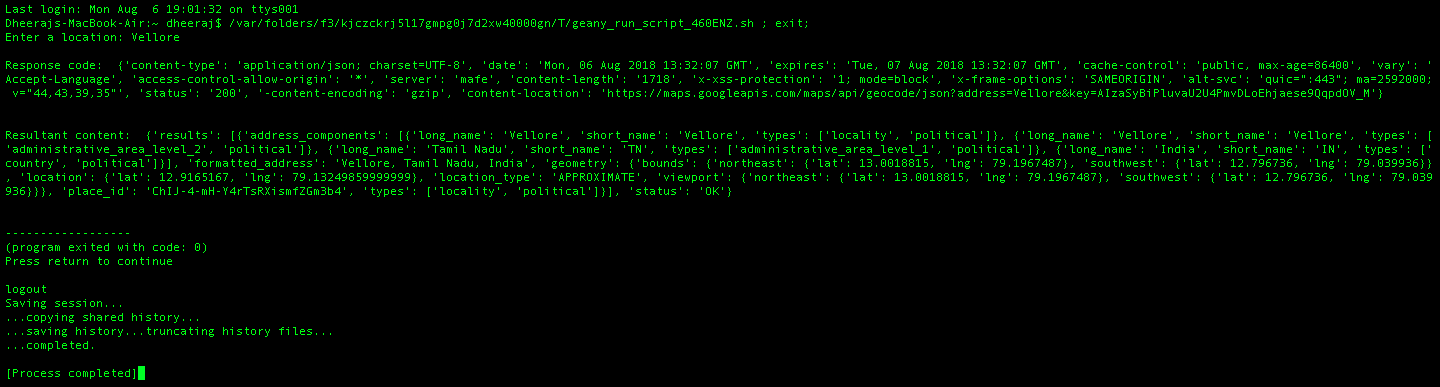 Last login: Mon Aug  6 19:01:32 on ttys001
Dheerajs-MacBook-Air:~ dheeraj$ /var/folders/f3/kjczckrj5l17gmpg0j7d2xw40000gn/T/geany_run_script_460ENZ.sh ; exit;
Enter a location: Vellore
Response code:  {'content-type': 'application/json; charset=UTF-8', 'date': 'Mon, 06 Aug 2018 13:32:07 GMT', 'expires': 'Tue, 07 Aug 2018 13:32:07 GMT', 'cache-control': 'public, max-age=86400', 'vary': '
Accept-Language', 'access-control-allow-origin': '*', 'server': 'mafe', 'content-length': '1718', 'x-xss-protection': '1; mode=block', 'x-frame-options': 'SAMEORIGIN', 'alt-svc': 'quic=":443"; ma=2592000;
 v="44,43,39,35"', 'status': '200', '-content-encoding': 'gzip', 'content-location': 'https://maps.googleapis.com/maps/api/geocode/json?address=Vellore&key=AIzaSyBiPluvaU2U4PmvDLoEhjaese9QqpdOV_M'}
Resultant content:  {'results': [{'address_components': [{'long_name': 'Vellore', 'short_name': 'Vellore', 'types': ['locality', 'political']}, {'long_name': 'Vellore', 'short_name': 'Vellore', 'types': [
'administrative_area_level_2', 'political']}, {'long_name': 'Tamil Nadu', 'short_name': 'TN', 'types': ['administrative_area_level_1', 'political']}, {'long_name': 'India', 'short_name': 'IN', 'types': ['
country', 'political']}], 'formatted_address': 'Vellore, Tamil Nadu, India', 'geometry': {'bounds': {'northeast': {'lat': 13.0018815, 'lng': 79.1967487}, 'southwest': {'lat': 12.796736, 'lng': 79.039936}}
, 'location': {'lat': 12.9165167, 'lng': 79.13249859999999}, 'location_type': 'APPROXIMATE', 'viewport': {'northeast': {'lat': 13.0018815, 'lng': 79.1967487}, 'southwest': {'lat': 12.796736, 'lng': 79.039
936}}}, 'place_id': 'ChIJ-4-mH-Y4rTsRXismfZGm3b4', 'types': ['locality', 'political']}], 'status': 'OK'}
------------------
(program exited with code: 0)
Press return to continue
logout
Saving session...
...copying shared history...
...saving history...truncating history files...
...completed.
[Process completed]